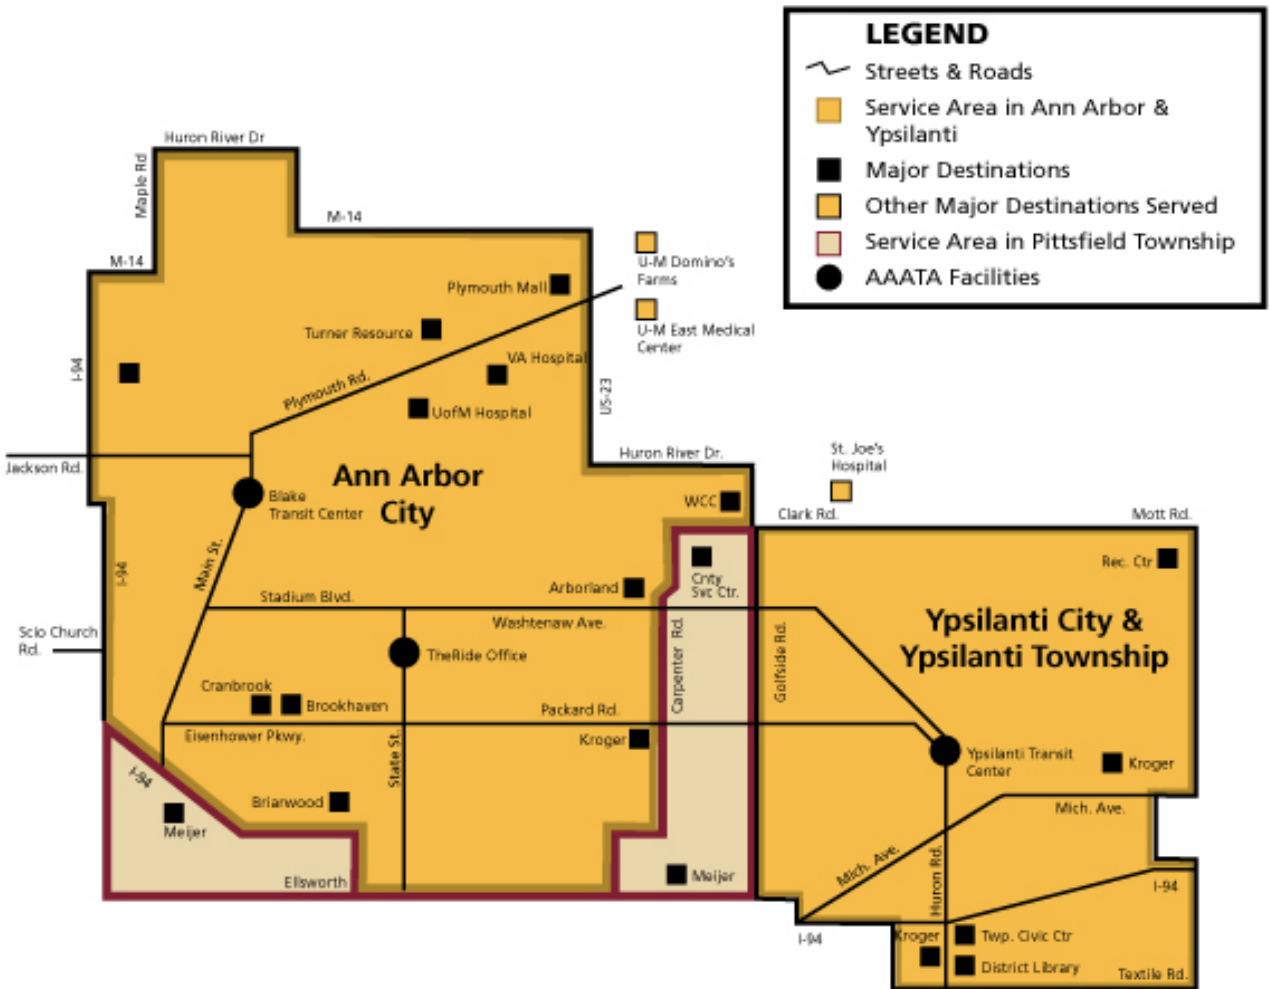 LEGEND
Streets & Roads
Service Area in Ann Arbor &
Ypsilanti
Major Destinations
Other Major Destinations Served
Service Area in Pittsfield Township
AAATA Facilities
Huron River Dr
Maple Rd
M-14
M-14
U-M Domino's
Farms
Plymouth Mall
U-M East Medical
Center
Turner Resource
VA Hospital
I-94
Plymouth Rd.
US-23
UofM Hospital
Jackson Rd.
Huron River Dr.
St. Joe's
Hospital
Ann Arbor
City
Blake
Transit Center
WCC
Clark Rd.
Mott Rd.
I-94
Main St.
Rec. Ctr
Cnty
Svc Ctr.
Arborland
Stadium Blvd.
Washtenaw Ave.
Ypsilanti City &
Ypsilanti Township
Scio Church
Rd.
TheRide Office
Carpenter Rd.
Golfside Rd.
Cranbrook
Brookhaven
Packard Rd.
Eisenhower Pkwy.
State St.
Kroger
Ypsilanti Transit
Center
Kroger
I-94
Briarwood
Mich. Ave.
Meijer
Mich. Ave.
Huron Rd.
Ellsworth
Meijer
I-94
I-94
Kroger
Twp. Civic Ctr
District Library
Textile Rd.